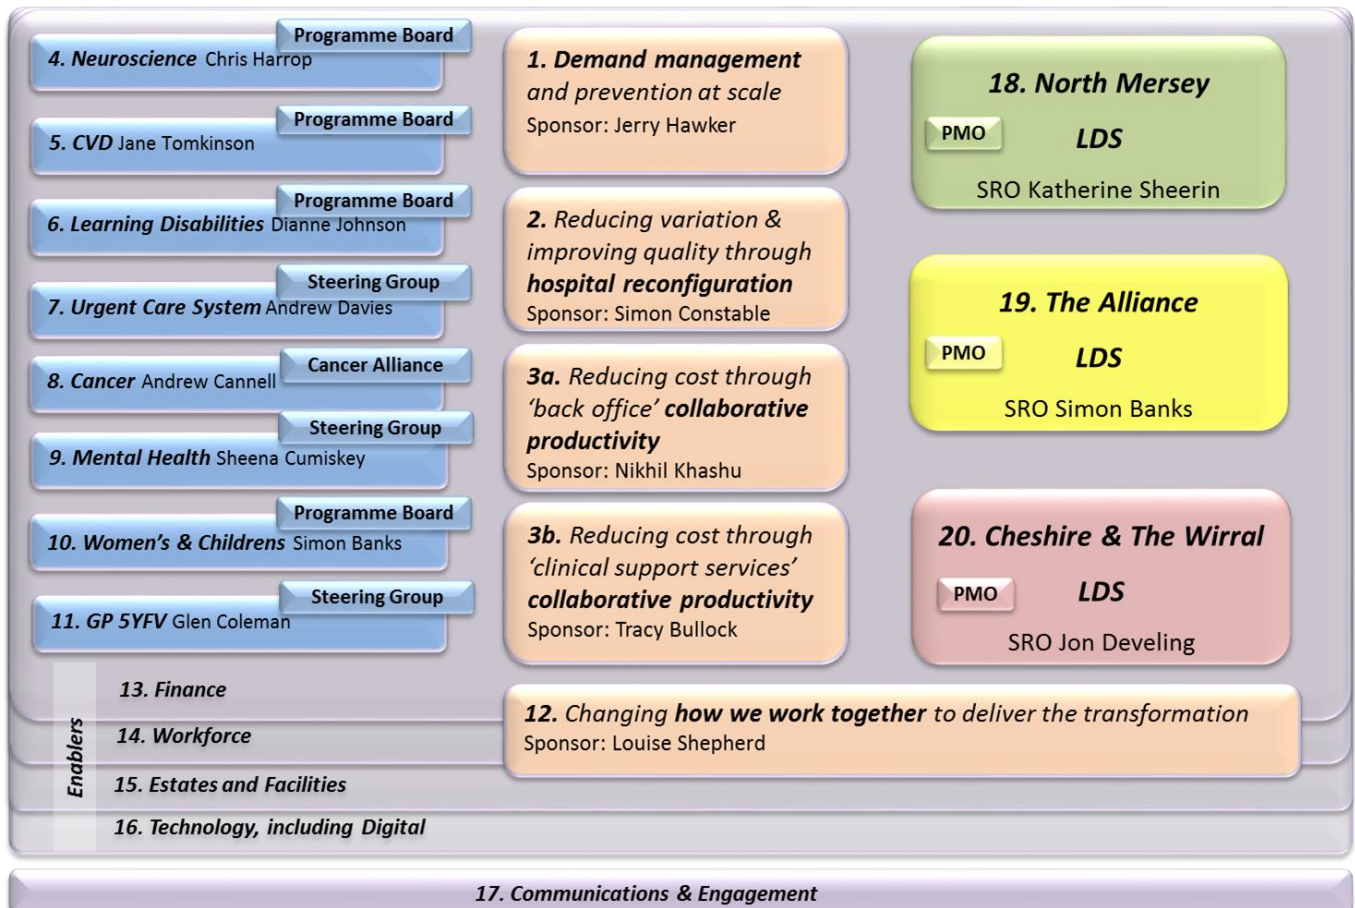 Programme Board
4. Neuroscience Chris Harrop
Programme Board
5. CVD Jane Tomkinson
Programme Board
6. Learning Disabilities Dianne Johnson
Steering Group
7. Urgent Care System Andrew Davies
Cancer Alliance
8. Cancer Andrew Cannell
Steering Group
9. Mental Health Sheena Cumiskey
Programme Board
10. Women's & Childrens Simon Banks
Steering Group
11. GP 5YFV Glen Coleman
1. Demand management
and prevention at scale
Sponsor: Jerry Hawker
2. Reducing variation &
improving quality through
hospital reconfiguration
Sponsor: Simon Constable
3a. Reducing cost through
‘back office’ collaborative
productivity
Sponsor: Nikhil Khashu
3b. Reducing cost through
‘clinical support services’
collaborative productivity
Sponsor: Tracy Bullock
18. North Mersey
PMO
LDS
SRO Katherine Sheerin
19. The Alliance
PMO
LDS
SRO Simon Banks
20. Cheshire & The Wirral
PMO
LDS
SRO Jon Develing
12. Changing how we work together to deliver the transformation
Sponsor: Louise Shepherd
Enablers
13. Finance
14. Workforce
15. Estates and Facilities
16. Technology, including Digital
17. Communications & Engagement